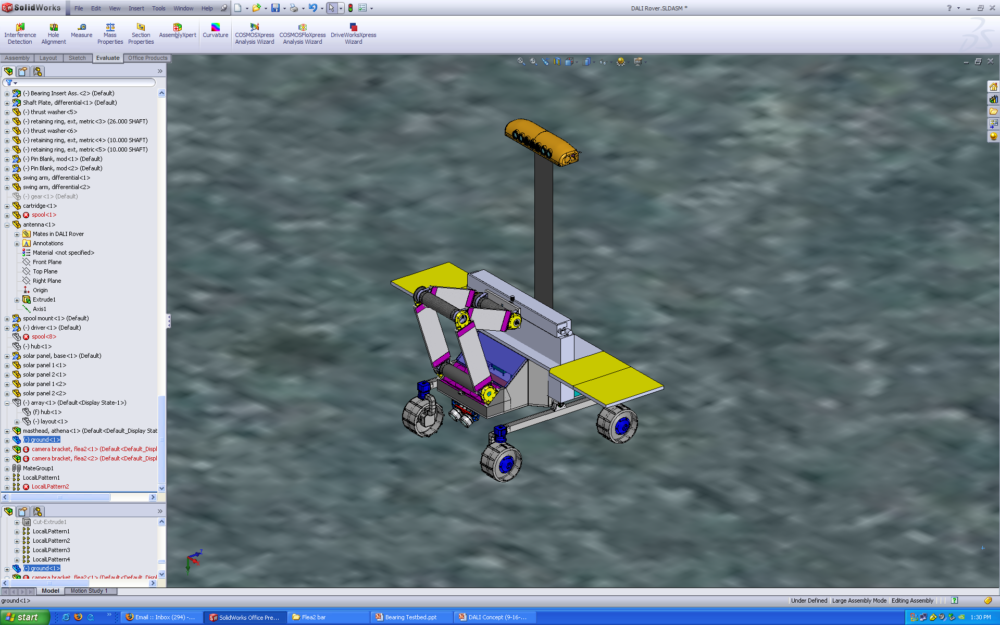 SolidWorks File Edit View Insert Tools Window Help DALI Rover.SLDASM *
Interference Detection
Hole Alignment
Measure
Mass Properties
Section Properties
AssemblyXpert
Curvature
COSMOSXpress Analysis Wizard
COSMOSFloXpress Analysis Wizard
DriveWorksXpress Wizard
Assembly Layout Sketch Evaluate Office Products
(-) Bearing Insert Ass.<2> (Default)
Shaft Plate, differential<1> (Default)
(-) thrust washer<5>
(-) retaining ring, ext, metric<3> (26.000 SHAFT)
(-) thrust washer<6>
(-) retaining ring, ext, metric<4> (10.000 SHAFT)
(-) retaining ring, ext, metric<5> (10.000 SHAFT)
(-) Pin Blank, mod<1> (Default)
(-) Pin Blank, mod<2> (Default)
swing arm, differential<1>
swing arm, differential<2>
(-) gear<1> (Default)
cartridge<1>
spool<1>
antenna<1>
Mates in DALI Rover
Annotations
Material <not specified>
Front Plane
Top Plane
Right Plane
Origin
Extrude1
Axis1
spool mount<1> (Default)
(-) driver<1> (Default)
spool<8>
(-) hub<1>
solar panel, base<1> (Default)
solar panel 1<1>
solar panel 2<1>
solar panel 1<2>
solar panel 2<2>
(-) array<1> (Default<Display State-1>)
(f) hub<1>
(-) layout<1>
masthead, athena<1> (Default<Default_Display Stat
(-) ground<1>
camera bracket, flea2<1> (Default<Default_Displ
camera bracket, flea2<2> (Default<Default_Displ
MateGroup1
LocalLPattern1
LocalLPattern2
Cut-Extrude1
LocalLPattern1
LocalLPattern2
LocalLPattern3
LocalLPattern4
(-) ground<1>
camera bracket, flea2<1> (Default<Default_Displ
Z
X
Model Motion Study 1
ground<1> Under Defined Large Assembly Mode Editing Assembly
start Email :: Inbox (294) -... SolidWorks Office Pre... Flea2 bar Bearing Testbed.ppt DALI Concept (9-16-... 1:30 PM